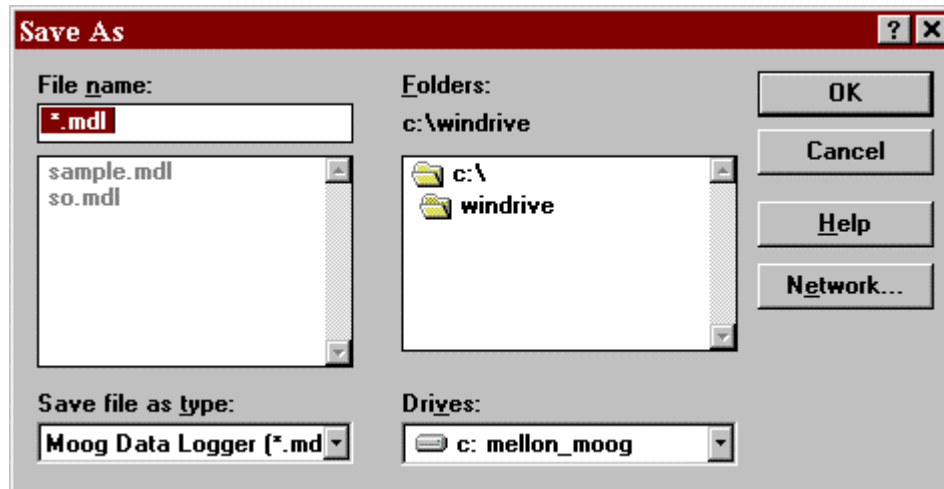 Save As
File name:
*.mdl
sample.mdl
so.mdl
Save file as type:
Moog Data Logger (*.md
Folders:
c:\windrive
c:\
windrive
Drives:
c: mellon_moog
OK
Cancel
Help
Network...